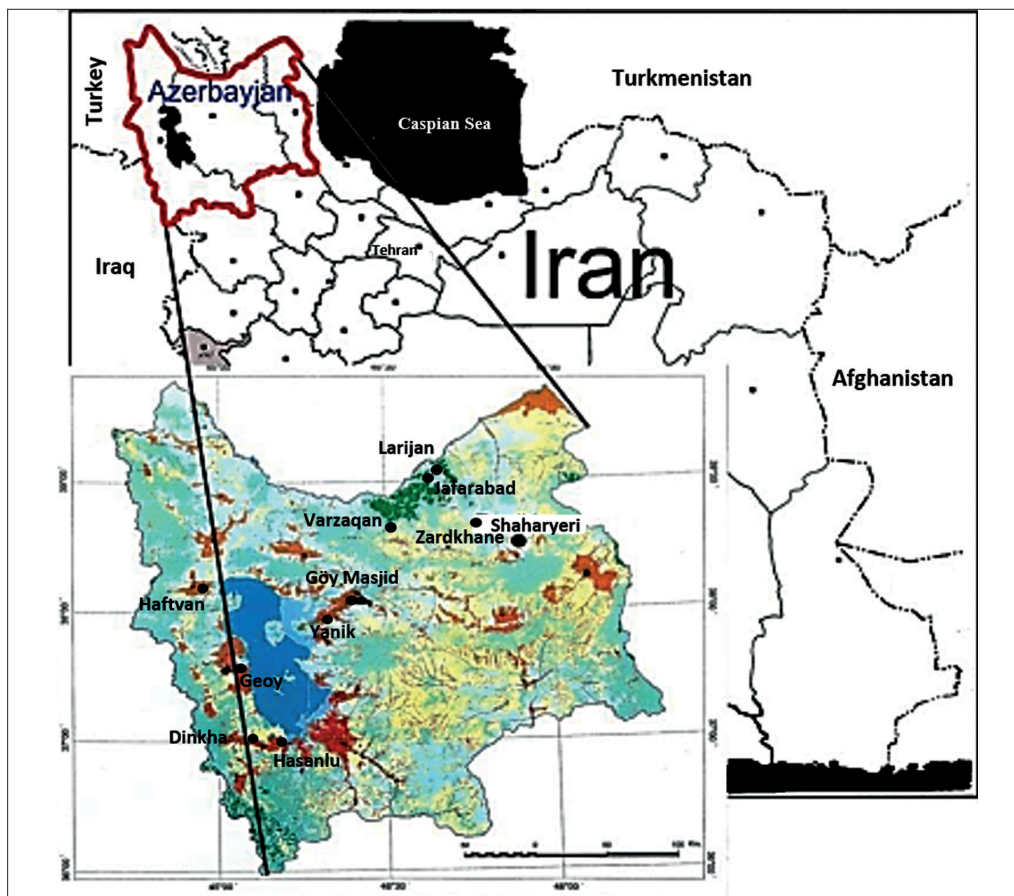 Turkey
Azerbayjan
Turkmenistan
Caspian Sea
Tehran
Iran
Iraq
Afghanistan
Larijan
Jafarabad
Varzaqan
Zardkhane
Shaharyeri
Göy Masjid
Haftvan
Yanik
Geoy
Dinkha
Hasanlu